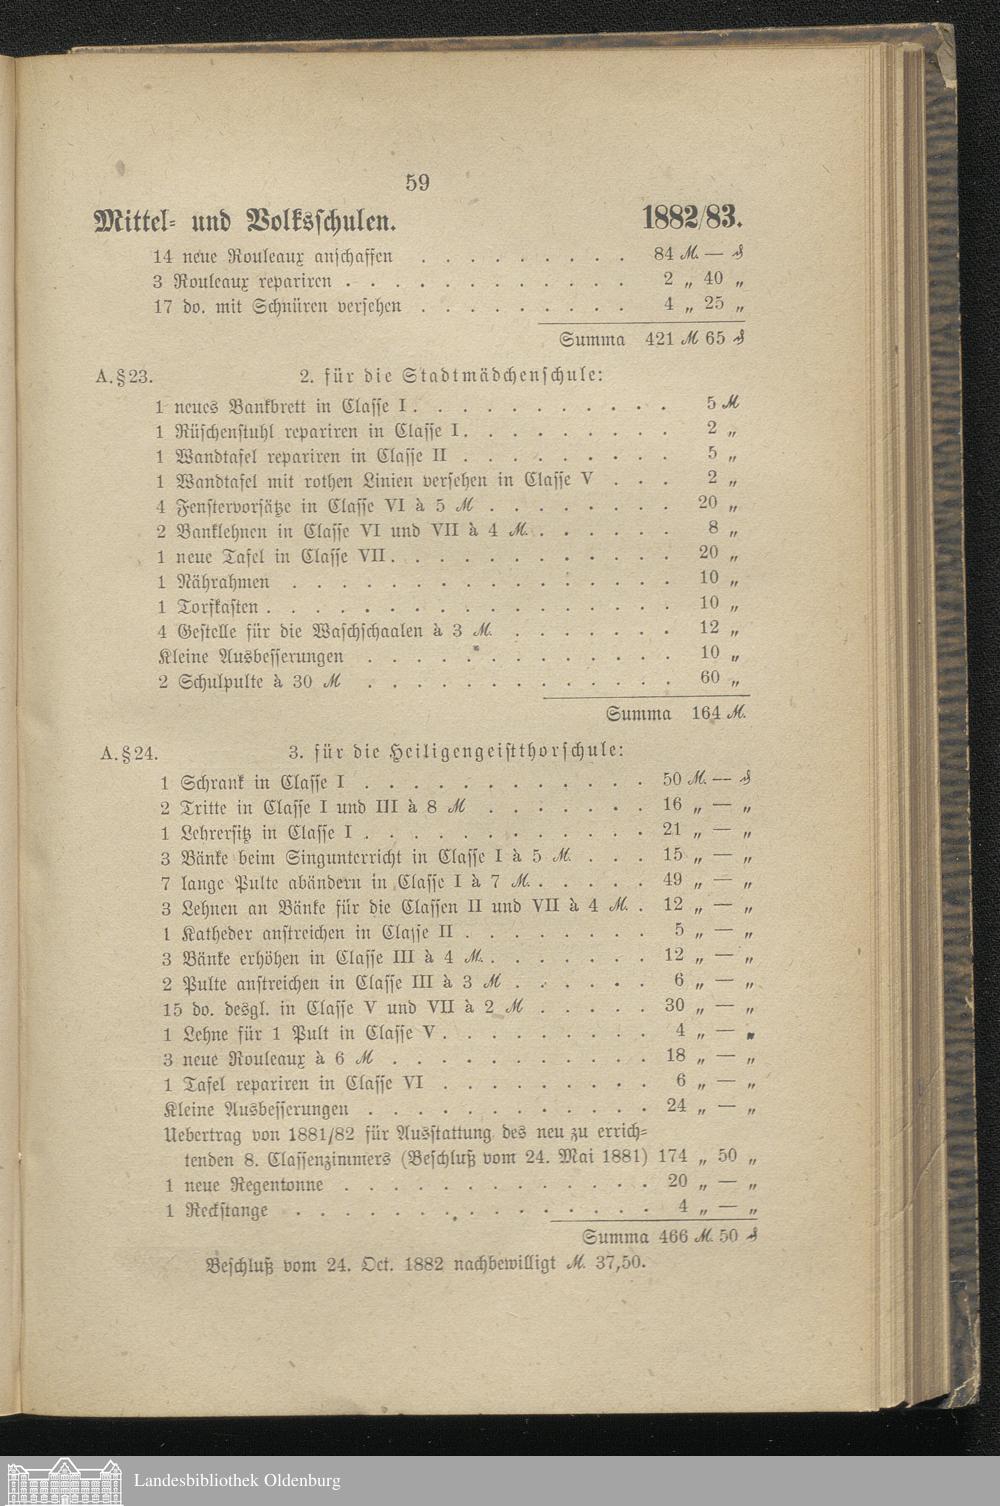 59
Mittel- und Volksschulen. 1882/83.
14 neue Rouleaux anschaffen . . . . . . . . . 84 M. — ₰
3 Rouleaux repariren . . . . . . . . . . . . 2 „ 40 „
17 do. mit Schnüren versehen . . . . . . . . . 4 „ 25 „
Summa 421 M 65 ₰
A. § 23. 2. für die Stadtmädchenschule:
1 neues Bankbrett in Classe I . . . . . . . . . . . 5 M
1 Rüschenstuhl repariren in Classe I . . . . . . . . . 2 „
1 Wandtafel repariren in Classe II . . . . . . . . . 5 „
1 Wandtafel mit rothen Linien versehen in Classe V . . . 2 „
4 Fenstervorsätze in Classe VI à 5 M . . . . . . . . 20 „
2 Banklehnen in Classe VI und VII à 4 M. . . . . . . 8 „
1 neue Tafel in Classe VII . . . . . . . . . . . . 20 „
1 Nährahmen . . . . . . . . . . . . . . . . 10 „
1 Torfkasten . . . . . . . . . . . . . . . . . 10 „
4 Gestelle für die Waschschaalen à 3 M. . . . . . . . 12 „
Kleine Ausbesserungen . . . . . . . . . . . . . 10 „
2 Schulpulte à 30 M . . . . . . . . . . . . . 60 „
Summa 164 M.
A. § 24. 3. für die Heiligengeistthorschule:
1 Schrank in Classe I . . . . . . . . . . . . 50 M. — ₰
2 Tritte in Classe I und III à 8 M . . . . . . . 16 „ — „
1 Lehrersitz in Classe I . . . . . . . . . . . . 21 „ — „
3 Bänke beim Singunterricht in Classe I à 5 M. . . . 15 „ — „
7 lange Pulte abändern in Classe I à 7 M. . . . . . 49 „ — „
3 Lehnen an Bänke für die Classen II und VII à 4 M. . 12 „ — „
1 Katheder anstreichen in Classe II . . . . . . . . 5 „ — „
3 Bänke erhöhen in Classe III à 4 M. . . . . . . . 12 „ — „
2 Pulte anstreichen in Classe III à 3 M . . . . . . 6 „ — „
15 do. desgl. in Classe V und VII à 2 M . . . . . 30 „ — „
1 Lehne für 1 Pult in Classe V . . . . . . . . . 4 „ — „
3 neue Rouleaux à 6 M . . . . . . . . . . . 18 „ — „
1 Tafel repariren in Classe VI . . . . . . . . . 6 „ — „
Kleine Ausbesserungen . . . . . . . . . . . . 24 „ — „
Uebertrag von 1881/82 für Ausstattung des neu zu errich-
tenden 8. Classenzimmers (Beschluß vom 24. Mai 1881) 174 „ 50 „
1 neue Regentonne . . . . . . . . . . . . . 20 „ — „
1 Reckstange . . . . . . . . . . . . . . . 4 „ — „
Summa 466 M. 50 ₰
Beschluß vom 24. Oct. 1882 nachbewilligt M. 37,50.
Landesbibliothek Oldenburg